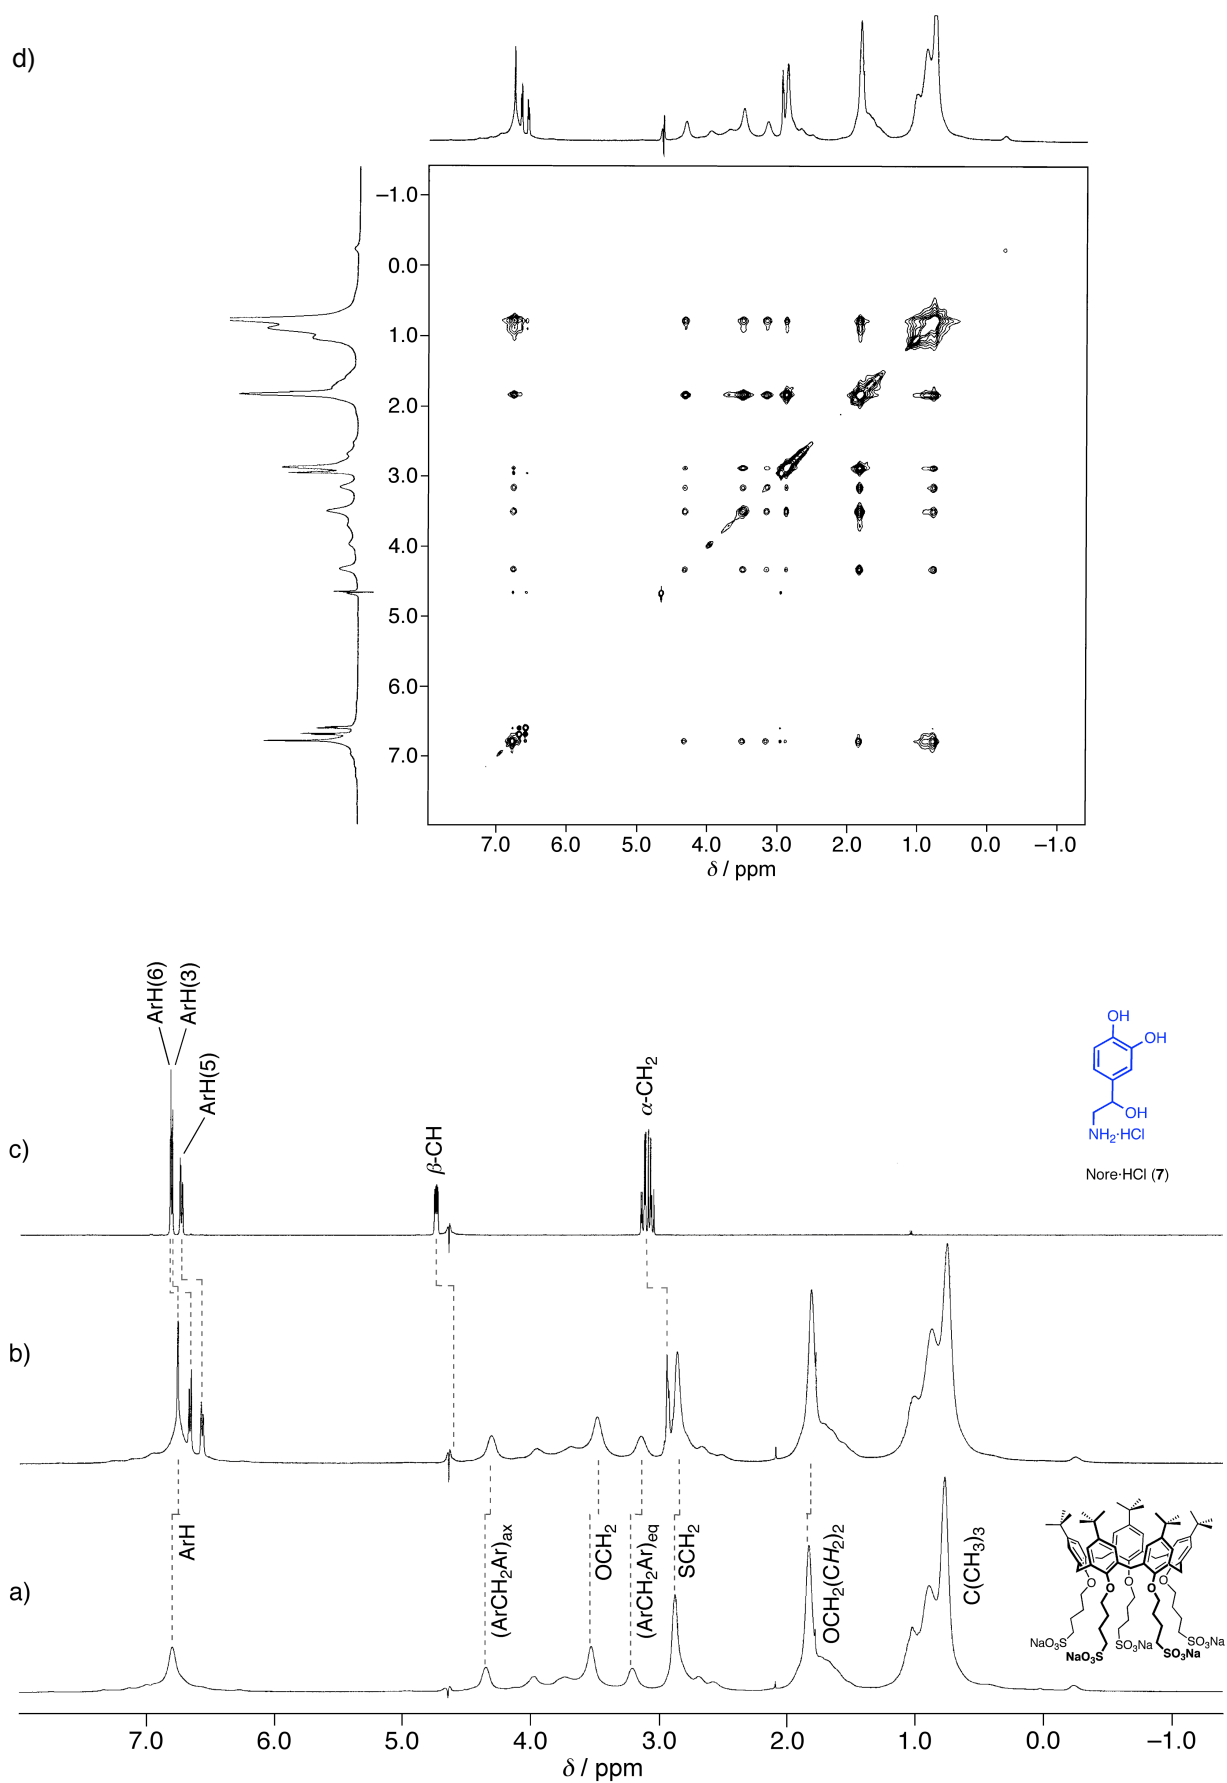 d)
–1.0
0.0
1.0
2.0
3.0
4.0
5.0
6.0
7.0
7.0 6.0 5.0 4.0 3.0 2.0 1.0 0.0 –1.0
δ / ppm
ArH(6)
ArH(3)
ArH(5)
β-CH
α-CH2
OH
OH
OH
NH2·HCl
Nore·HCl (7)
c)
b)
ArH
(ArCH2Ar)ax
OCH2
(ArCH2Ar)eq
SCH2
OCH2(CH2)2
C(CH3)3
a)
O O O O O
NaO3S
NaO3S
SO3Na
SO3Na
SO3Na
7.0 6.0 5.0 4.0 3.0 2.0 1.0 0.0 –1.0
δ / ppm